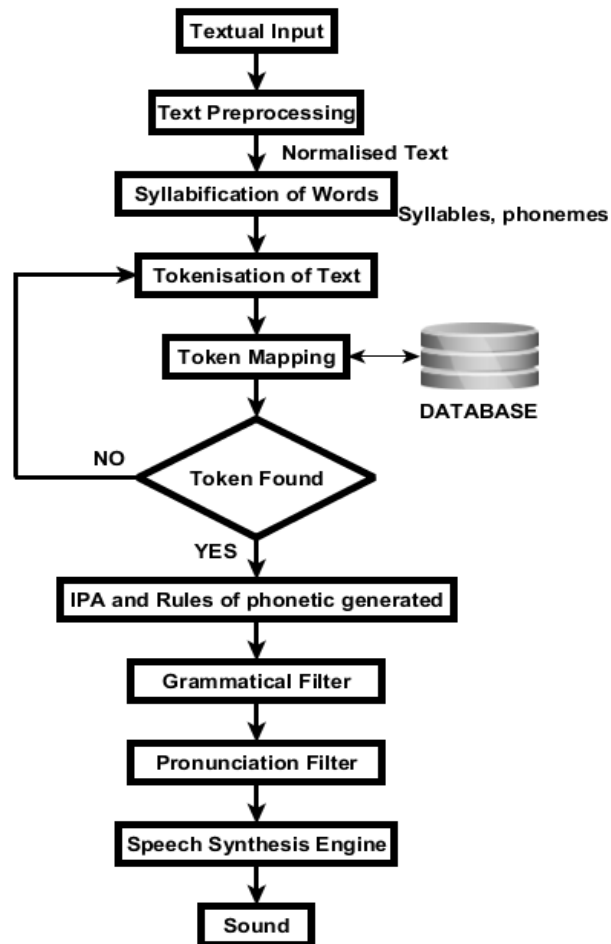 Textual Input
Text Preprocessing
Normalised Text
Syllabification of Words
Syllables, phonemes
Tokenisation of Text
Token Mapping
DATABASE
NO
Token Found
YES
IPA and Rules of phonetic generated
Grammatical Filter
Pronunciation Filter
Speech Synthesis Engine
Sound